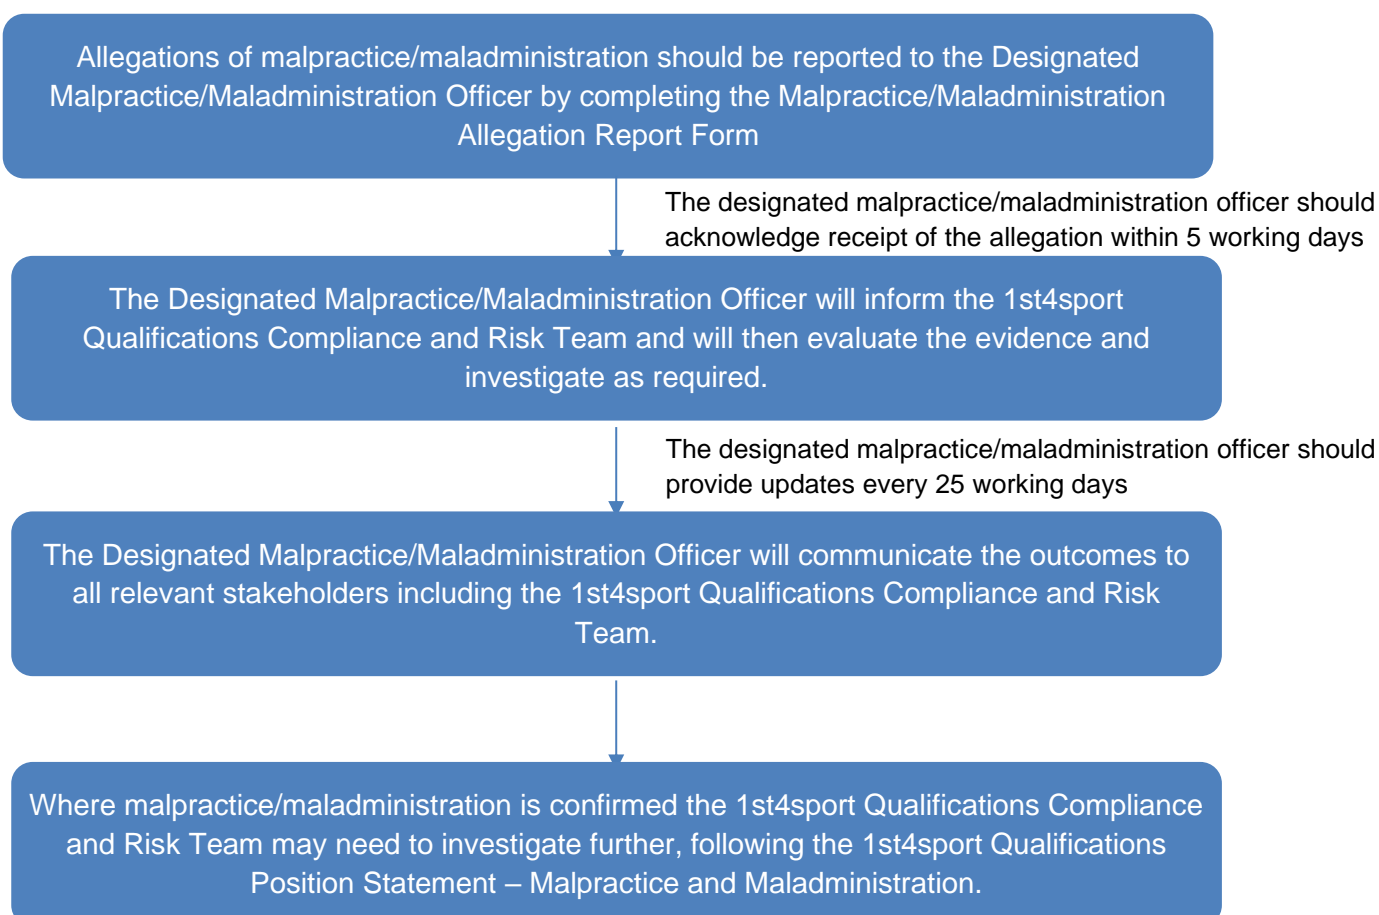 Allegations of malpractice/maladministration should be reported to the Designated
Malpractice/Maladministration Officer by completing the Malpractice/Maladministration
Allegation Report Form
The designated malpractice/maladministration officer should
acknowledge receipt of the allegation within 5 working days
The Designated Malpractice/Maladministration Officer will inform the 1st4sport
Qualifications Compliance and Risk Team and will then evaluate the evidence and
investigate as required.
The designated malpractice/maladministration officer should
provide updates every 25 working days
The Designated Malpractice/Maladministration Officer will communicate the outcomes to
all relevant stakeholders including the 1st4sport Qualifications Compliance and Risk
Team.
Where malpractice/maladministration is confirmed the 1st4sport Qualifications Compliance
and Risk Team may need to investigate further, following the 1st4sport Qualifications
Position Statement – Malpractice and Maladministration.